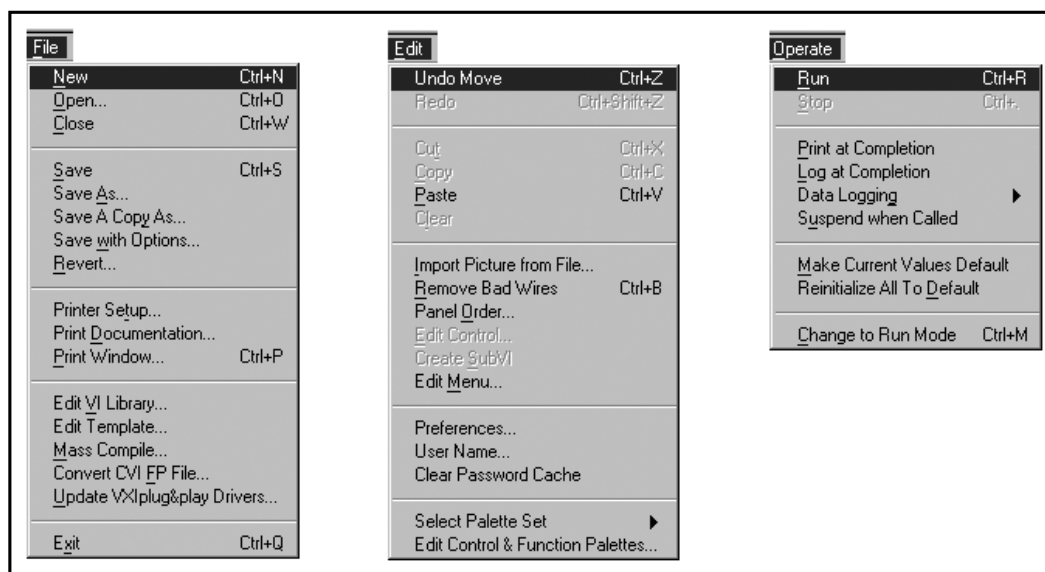 File
New Ctrl+N
Open... Ctrl+O
Close Ctrl+W
Save Ctrl+S
Save As...
Save A Copy As...
Save with Options...
Revert...
Printer Setup...
Print Documentation...
Print Window... Ctrl+P
Edit VI Library...
Edit Template...
Mass Compile...
Convert CVI FP File...
Update VXIplug&play Drivers...
Exit Ctrl+Q
Edit
Undo Move Ctrl+Z
Redo Ctrl+Shift+Z
Cut Ctrl+X
Copy Ctrl+C
Paste Ctrl+V
Clear
Import Picture from File...
Remove Bad Wires Ctrl+B
Panel Order...
Edit Control...
Create SubVI
Edit Menu...
Preferences...
User Name...
Clear Password Cache
Select Palette Set
Edit Control & Function Palettes...
Operate
Run Ctrl+R
Stop Ctrl+.
Print at Completion
Log at Completion
Data Logging
Suspend when Called
Make Current Values Default
Reinitialize All To Default
Change to Run Mode Ctrl+M